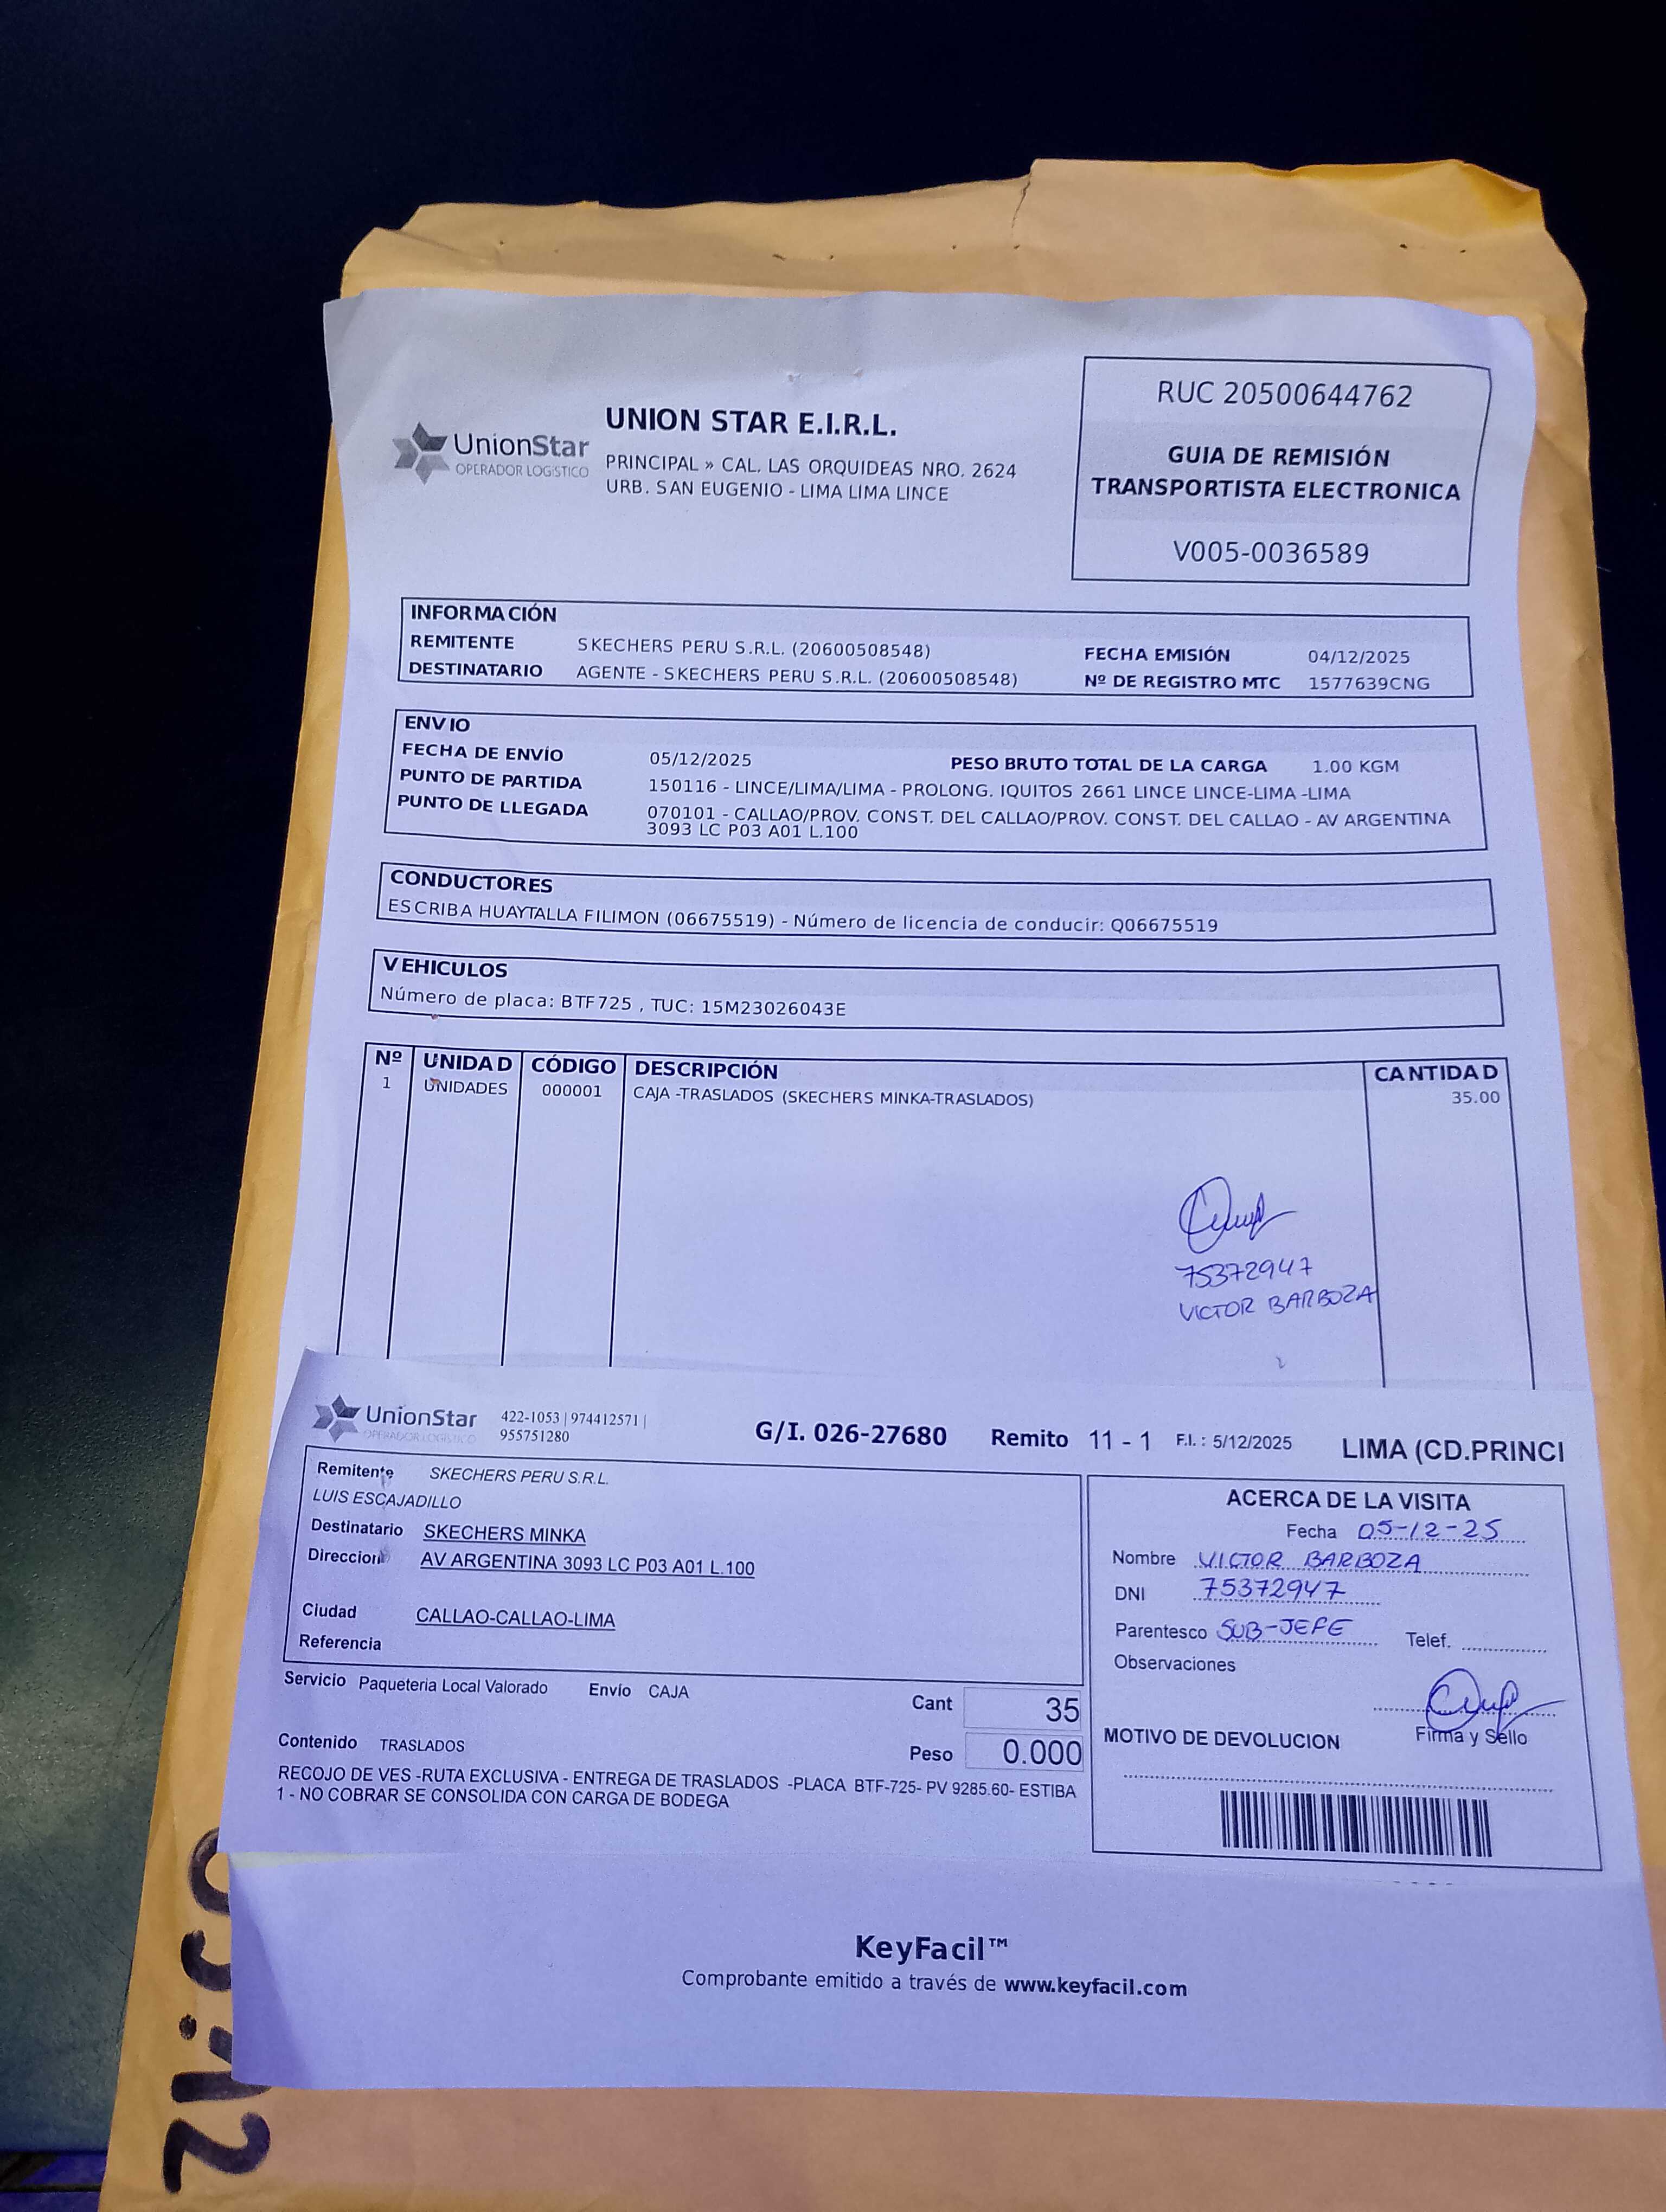 UnionStar
OPERADOR LOGÍSTICO
UNION STAR E.I.R.L.
PRINCIPAL » CAL. LAS ORQUIDEAS NRO. 2624
URB. SAN EUGENIO - LIMA LIMA LINCE
RUC 20500644762
GUIA DE REMISIÓN
TRANSPORTISTA ELECTRONICA
V005-0036589
INFORMACIÓN
REMITENTE SKECHERS PERU S.R.L. (20600508548) FECHA EMISIÓN 04/12/2025
DESTINATARIO AGENTE - SKECHERS PERU S.R.L. (20600508548) Nº DE REGISTRO MTC 1577639CNG
ENVIO
FECHA DE ENVÍO 05/12/2025 PESO BRUTO TOTAL DE LA CARGA 1.00 KGM
PUNTO DE PARTIDA 150116 - LINCE/LIMA/LIMA - PROLONG. IQUITOS 2661 LINCE LINCE-LIMA -LIMA
PUNTO DE LLEGADA 070101 - CALLAO/PROV. CONST. DEL CALLAO/PROV. CONST. DEL CALLAO - AV ARGENTINA
3093 LC P03 A01 L.100
CONDUCTORES
ESCRIBA HUAYTALLA FILIMON (06675519) - Número de licencia de conducir: Q06675519
VEHICULOS
Número de placa: BTF725 , TUC: 15M23026043E
Nº UNIDAD CÓDIGO DESCRIPCIÓN CANTIDAD
1 UNIDADES 000001 CAJA -TRASLADOS (SKECHERS MINKA-TRASLADOS) 35.00
75372947
VICTOR BARBOZA
UnionStar
OPERADOR LOGÍSTICO
422-1053 | 974412571 |
955751280
G/I. 026-27680 Remito 11 - 1 F.I. : 5/12/2025 LIMA (CD.PRINCI
Remitente SKECHERS PERU S.R.L.
LUIS ESCAJADILLO
Destinatario SKECHERS MINKA
Direccion AV ARGENTINA 3093 LC P03 A01 L.100
Ciudad CALLAO-CALLAO-LIMA
Referencia
Servicio Paqueteria Local Valorado Envío CAJA
Cant 35
Contenido TRASLADOS
Peso 0.000
RECOJO DE VES -RUTA EXCLUSIVA - ENTREGA DE TRASLADOS -PLACA BTF-725- PV 9285.60- ESTIBA
1 - NO COBRAR SE CONSOLIDA CON CARGA DE BODEGA
ACERCA DE LA VISITA
Fecha 05-12-25
Nombre VICTOR BARBOZA
DNI 75372947
Parentesco SUB-JEFE Telef.
Observaciones
Firma y Sello
MOTIVO DE DEVOLUCION
KeyFacil™
Comprobante emitido a través de www.keyfacil.com